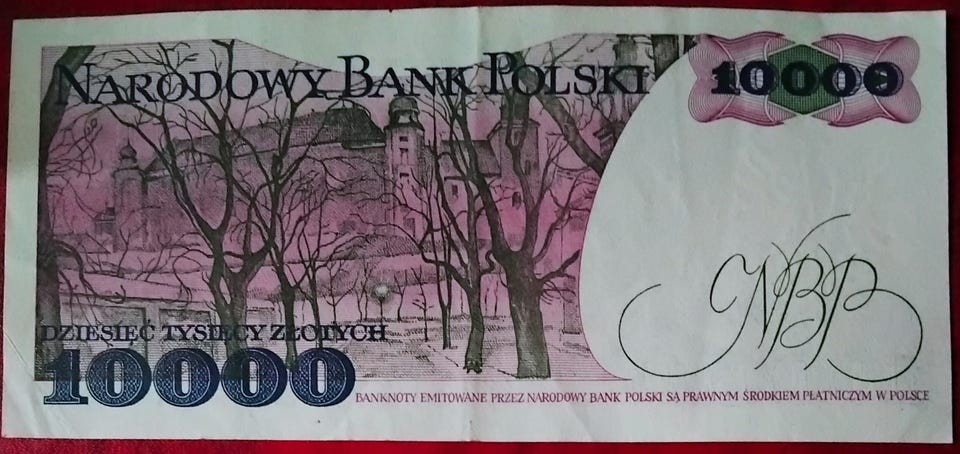 NARODOWY BANK POLSKI
10000
NBP
DZIESIĘĆ TYSIĘCY ZŁOTYCH
10000
BANKNOTY EMITOWANE PRZEZ NARODOWY BANK POLSKI SĄ PRAWNYM ŚRODKIEM PŁATNICZYM W POLSCE